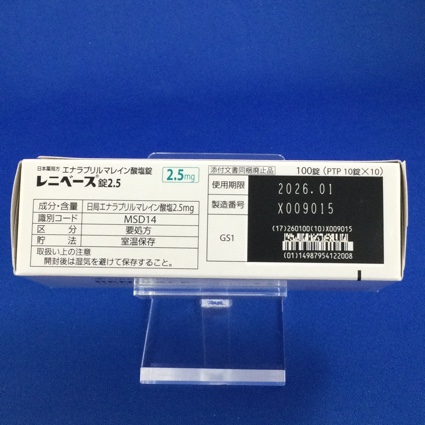 日本薬局方 エナラプリルマレイン酸塩錠
レニベース®錠2.5
2.5mg
成分・含量 日局エナラプリルマレイン酸塩2.5mg
識別コード MSD14
区分 要処方
貯法 室温保存
取扱い上の注意
開封後は湿気を避けて保存すること。
添付文書同梱廃止品
100錠 (PTP 10錠×10)
使用期限 2026.01
製造番号 X009015
GS1
(17)260100(10)X009015
(01)14987954122008